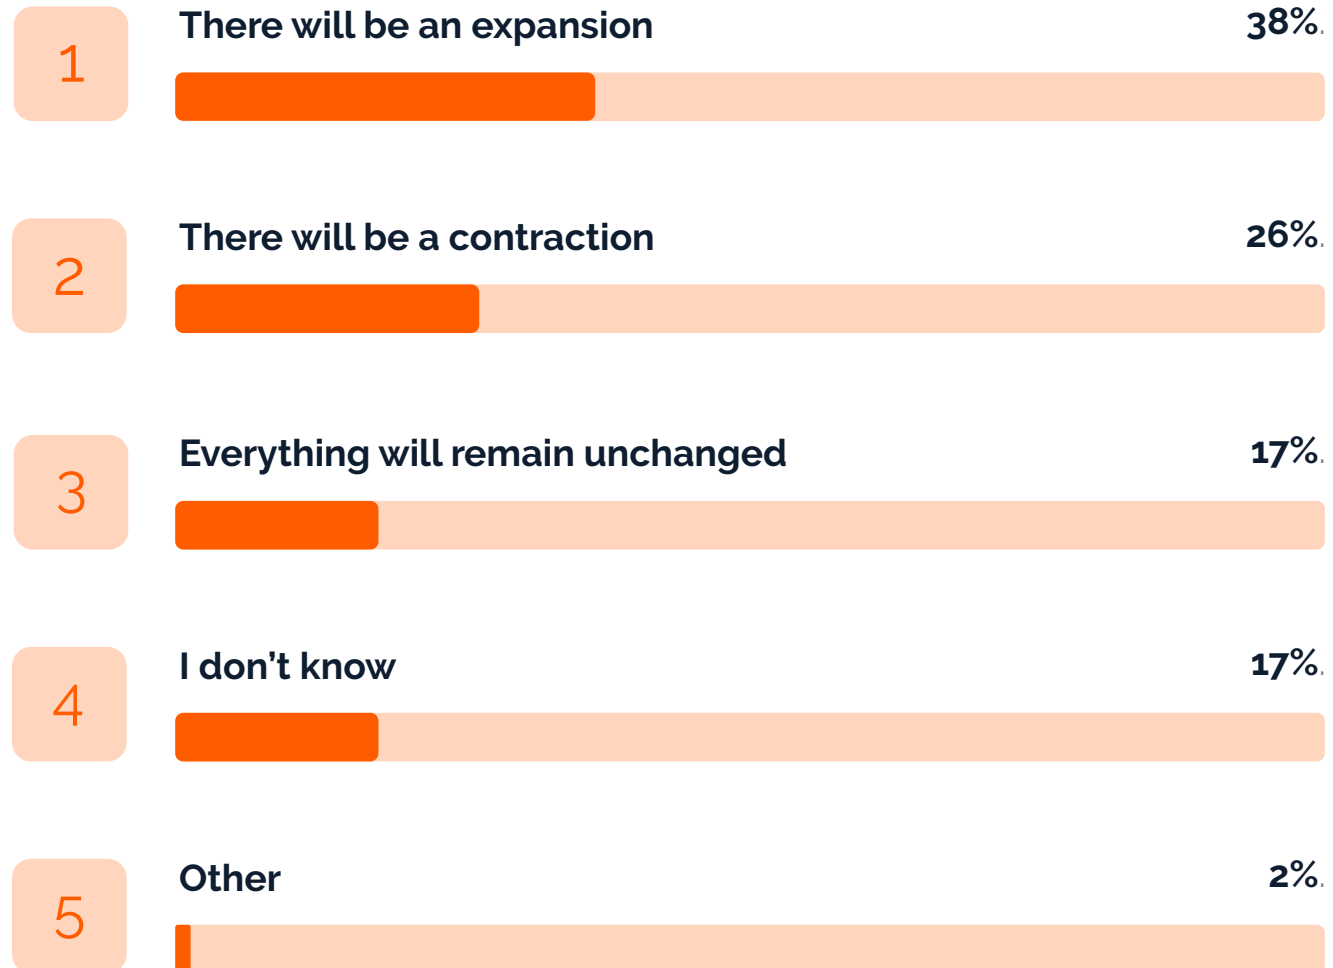 1
There will be an expansion 38%.
2
There will be a contraction 26%.
3
Everything will remain unchanged 17%.
4
I don’t know 17%.
5
Other 2%.